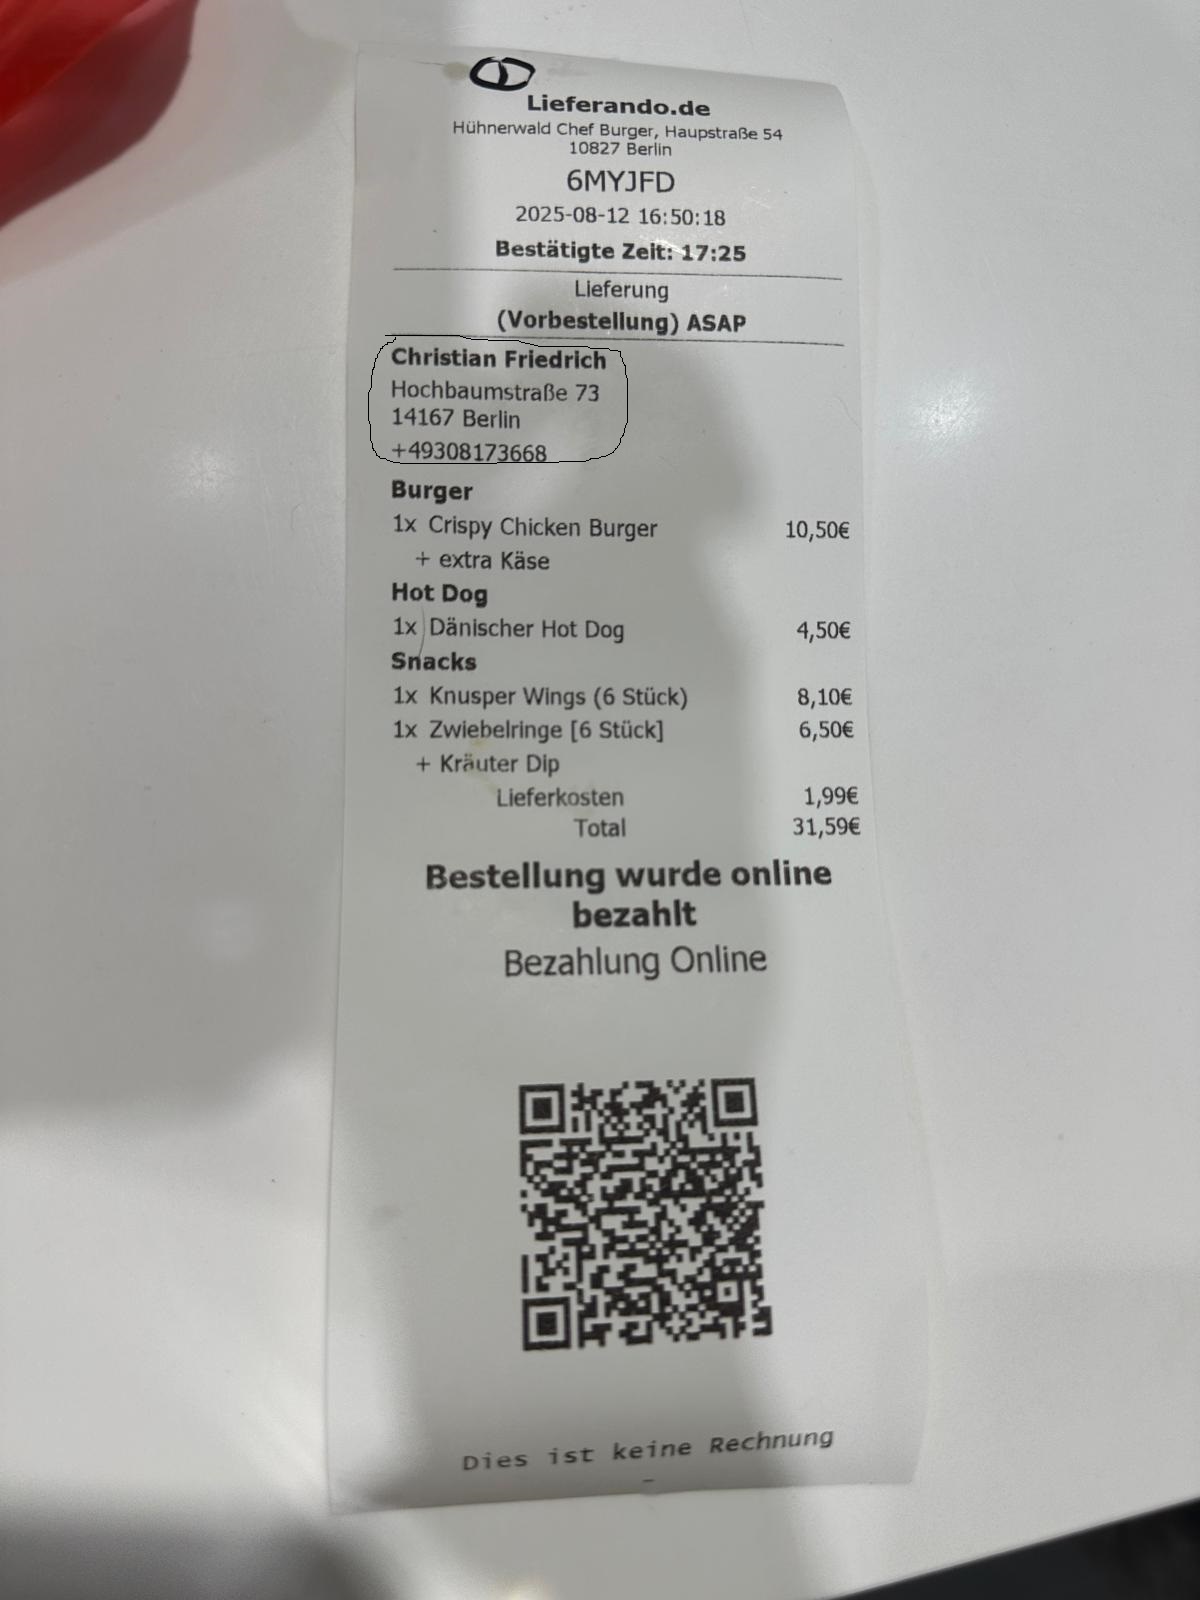 Lieferando.de
Hühnerwald Chef Burger, Haupstraße 54
10827 Berlin
6MYJFD
2025-08-12 16:50:18
Bestätigte Zeit: 17:25
Lieferung
(Vorbestellung) ASAP
Christian Friedrich
Hochbaumstraße 73
14167 Berlin
+49308173668
Burger
1x Crispy Chicken Burger 10,50€
+ extra Käse
Hot Dog
1x Dänischer Hot Dog 4,50€
Snacks
1x Knusper Wings (6 Stück) 8,10€
1x Zwiebelringe [6 Stück] 6,50€
+ Kräuter Dip
Lieferkosten 1,99€
Total 31,59€
Bestellung wurde online
bezahlt
Bezahlung Online
Dies ist keine Rechnung